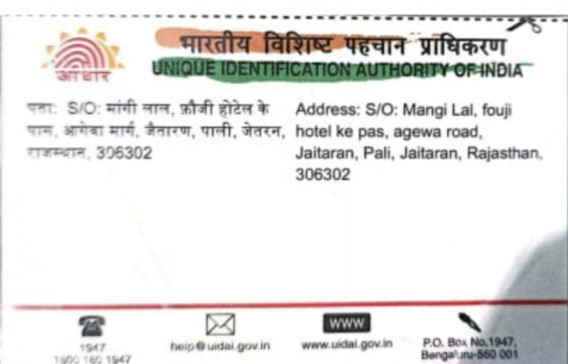 आधार
भारतीय विशिष्ट पहचान प्राधिकरण
UNIQUE IDENTIFICATION AUTHORITY OF INDIA
पता: S/O: मांगी लाल, फ़ौजी होटेल के
पास, आगेवा मार्ग, जैतारण, पाली, जेतरन,
राजस्थान, 306302
Address: S/O: Mangi Lal, fouji
hotel ke pas, agewa road,
Jaitaran, Pali, Jaitaran, Rajasthan,
306302
1947
1800 180 1947
help@uidai.gov.in
WWW
www.uidai.gov.in
P.O. Box No.1947,
Bengaluru-560 001